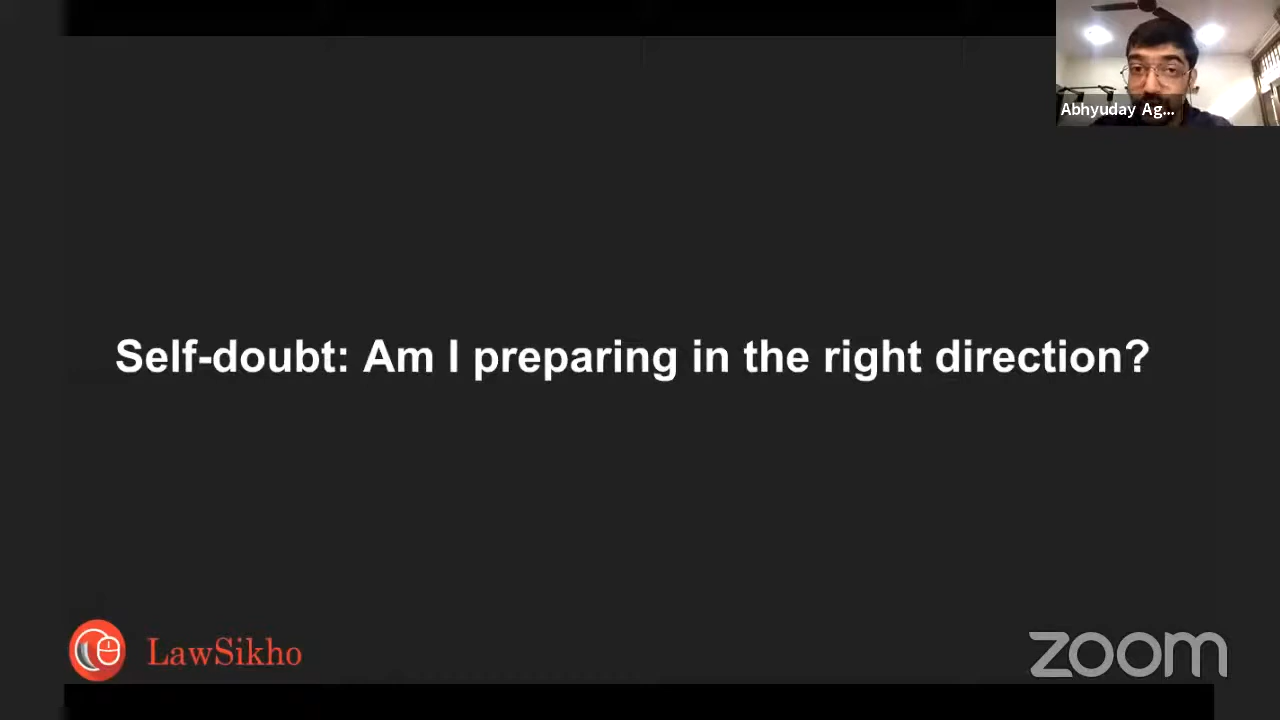 Abhyuday Ag...
Self-doubt: Am I preparing in the right direction?
LawSikho
zoom